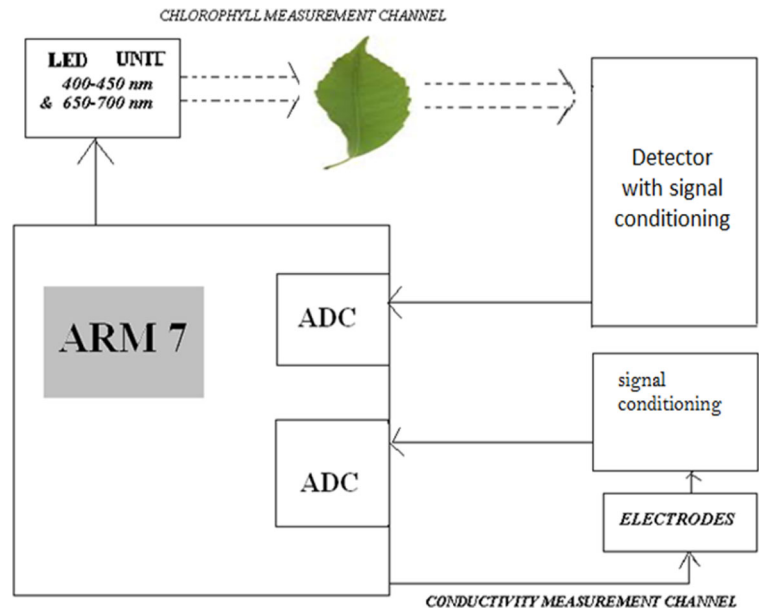 CHLOROPHYLL MEASUREMENT CHANNEL
LED UNIT
400-450 nm
& 650-700 nm
Detector
with signal
conditioning
ARM 7
ADC
signal
conditioning
ADC
ELECTRODES
CONDUCTIVITY MEASUREMENT CHANNEL